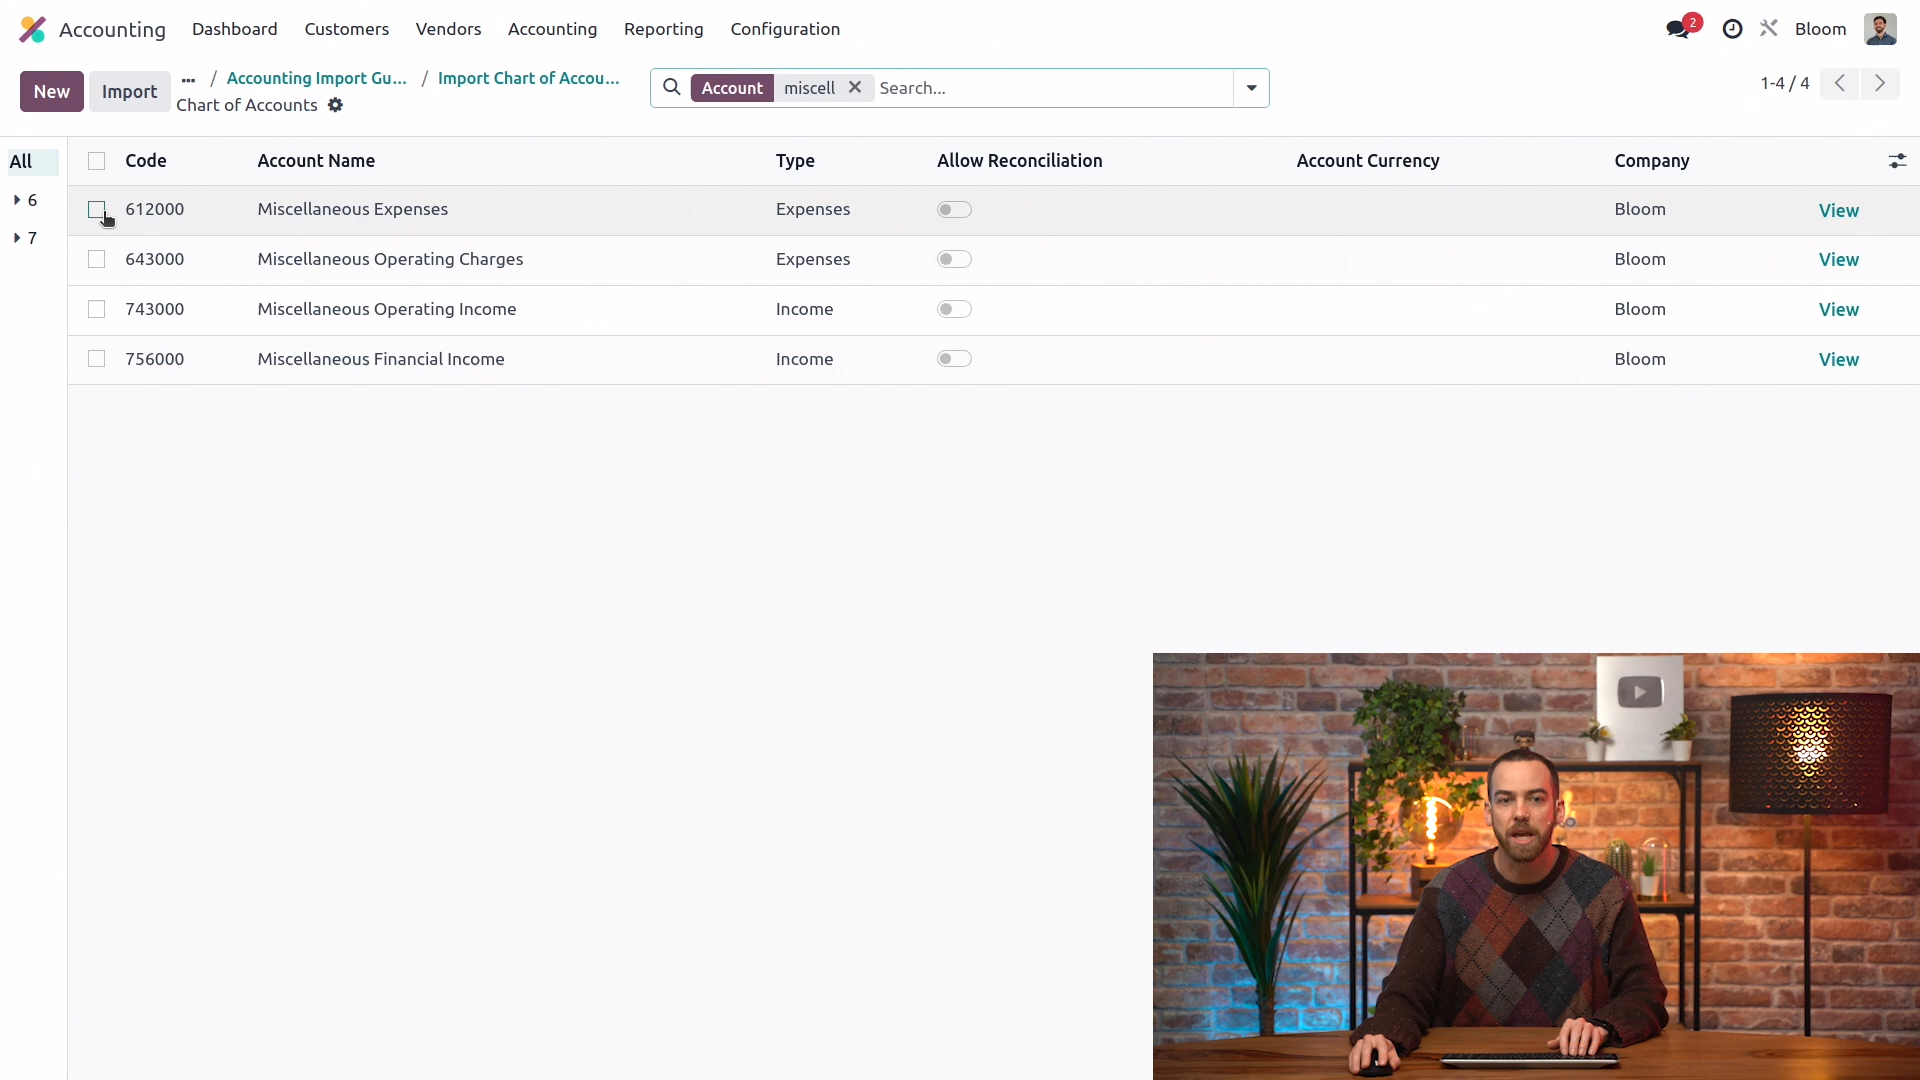 Accounting Dashboard Customers Vendors Accounting Reporting Configuration 2 Bloom
New Import ... / Accounting Import Gu... / Import Chart of Accou...
Chart of Accounts
Account miscell Search...
1-4 / 4
All
6
7
Code Account Name Type Allow Reconciliation Account Currency Company
612000 Miscellaneous Expenses Expenses Bloom View
643000 Miscellaneous Operating Charges Expenses Bloom View
743000 Miscellaneous Operating Income Income Bloom View
756000 Miscellaneous Financial Income Income Bloom View